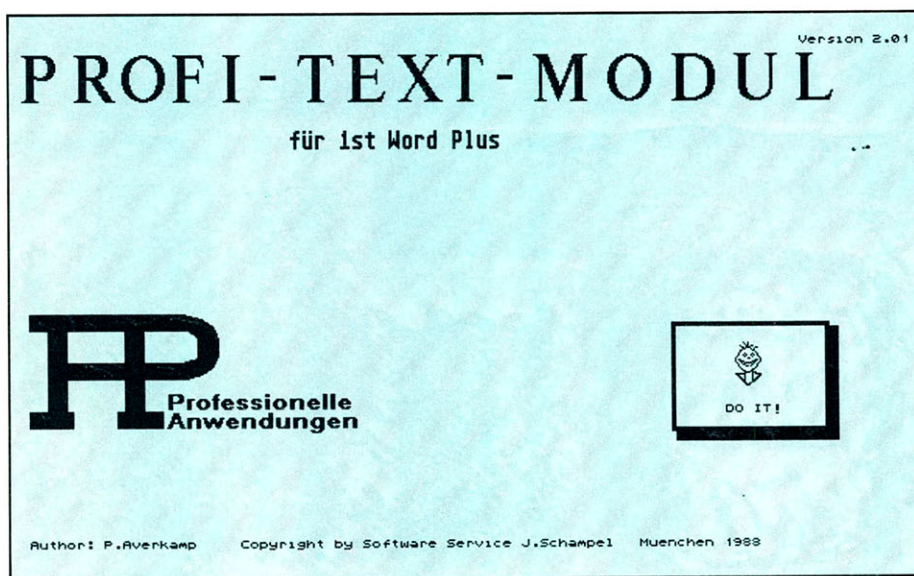 Version 2.01
PROFI-TEXT-MODUL
für 1st Word Plus
AP
Professionelle
Anwendungen
DO IT!
Author: P.Averkamp Copyright by Software Service J.Schampel Muenchen 1988